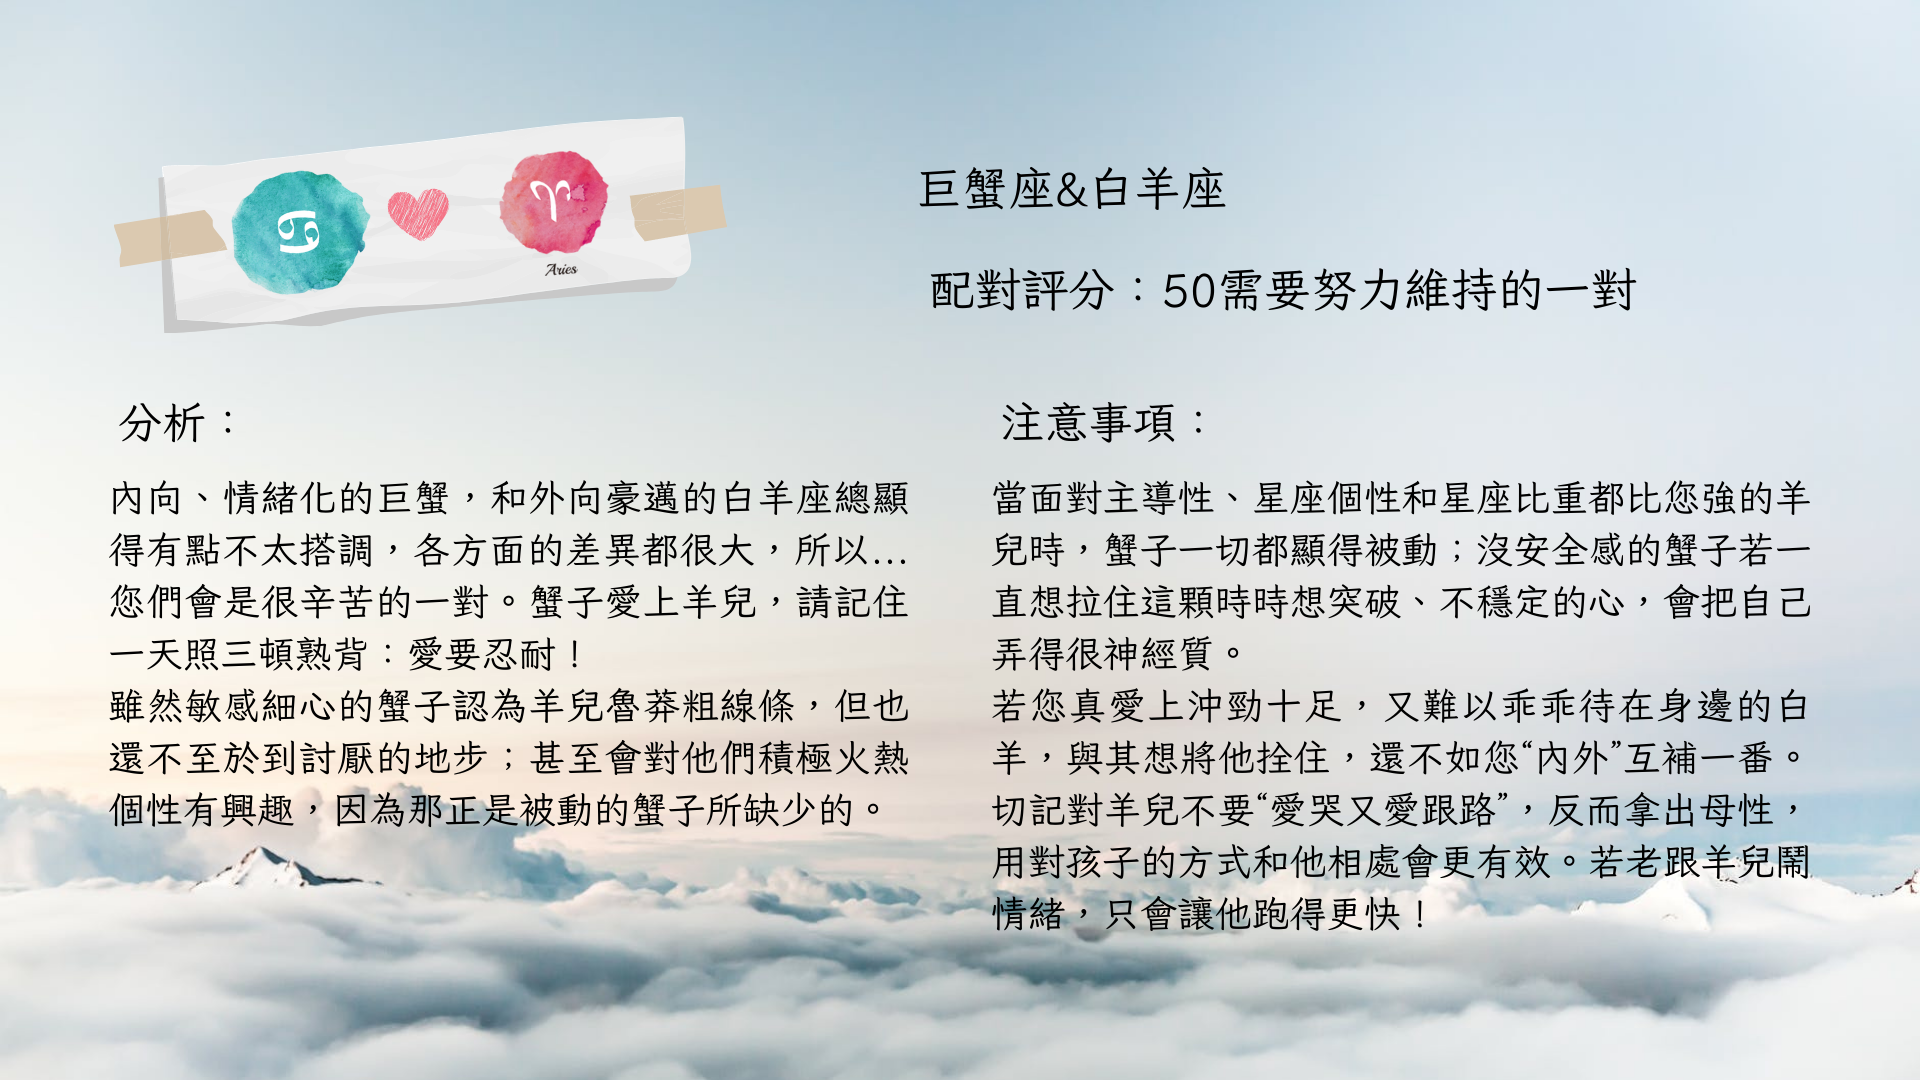 ♋
♈
Aries
巨蟹座&白羊座
配對評分：50需要努力維持的一對
分析：
內向、情緒化的巨蟹，和外向豪邁的白羊座總顯
得有點不太搭調，各方面的差異都很大，所以...
您們會是很辛苦的一對。蟹子愛上羊兒，請記住
一天照三頓熟背：愛要忍耐！
雖然敏感細心的蟹子認為羊兒魯莽粗線條，但也
還不至於到討厭的地步；甚至會對他們積極火熱
個性有興趣，因為那正是被動的蟹子所缺少的。
注意事項：
當面對主導性、星座個性和星座比重都比您強的羊
兒時，蟹子一切都顯得被動；沒安全感的蟹子若一
直想拉住這顆時時想突破、不穩定的心，會把自己
弄得很神經質。
若您真愛上沖勁十足，又難以乖乖待在身邊的白
羊，與其想將他拴住，還不如您“內外”互補一番。
切記對羊兒不要“愛哭又愛跟路”，反而拿出母性，
用對孩子的方式和他相處會更有效。若老跟羊兒鬧
情緒，只會讓他跑得更快！